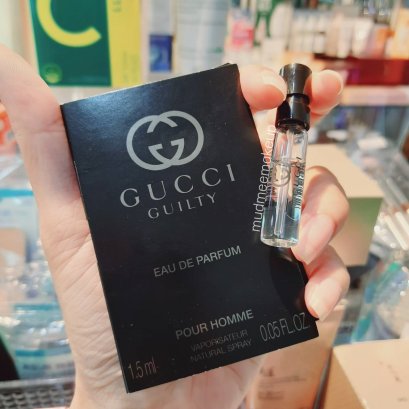 GUCCI
GUILTY
EAU DE PARFUM
POUR HOMME
VAPORISATEUR
NATURAL SPRAY
1.5 ml
0.05 FL.OZ.
mudmeemakeup
C